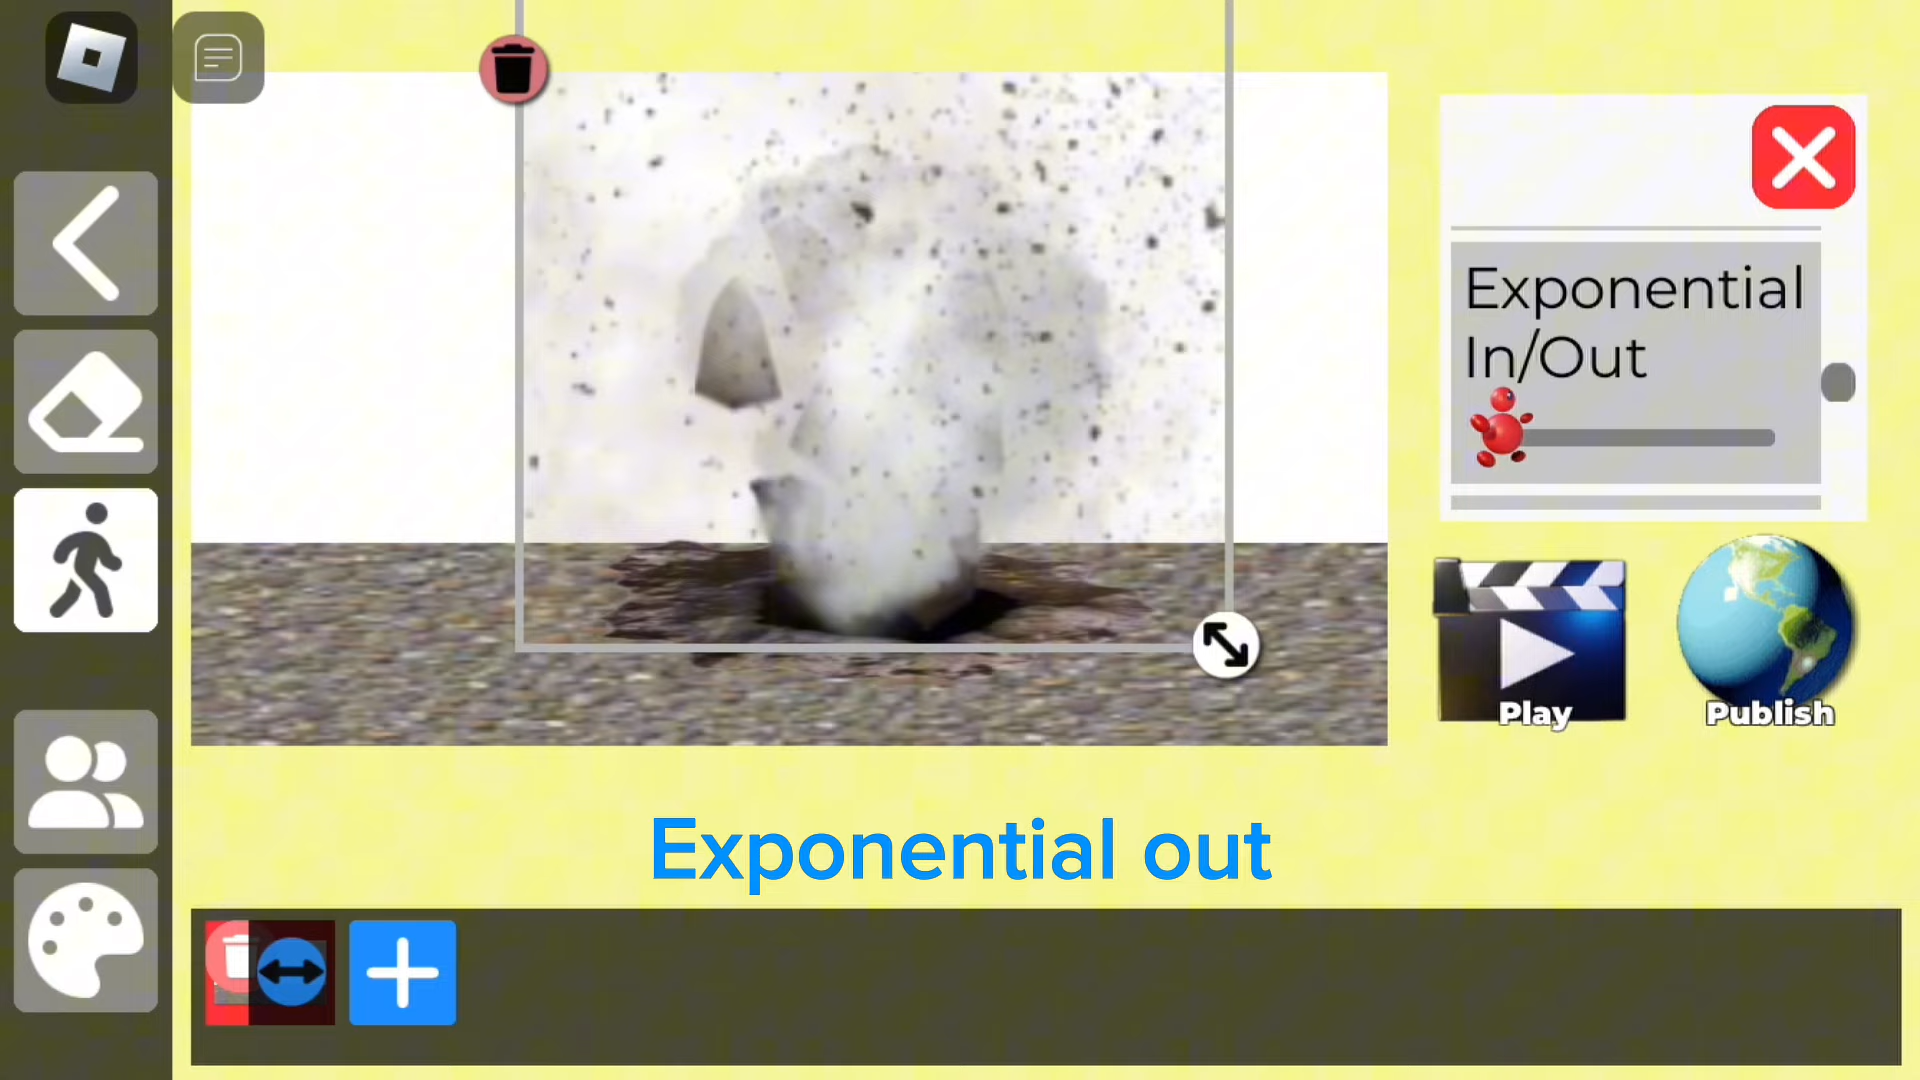 Exponential
In/Out
Play
Publish
Exponential out